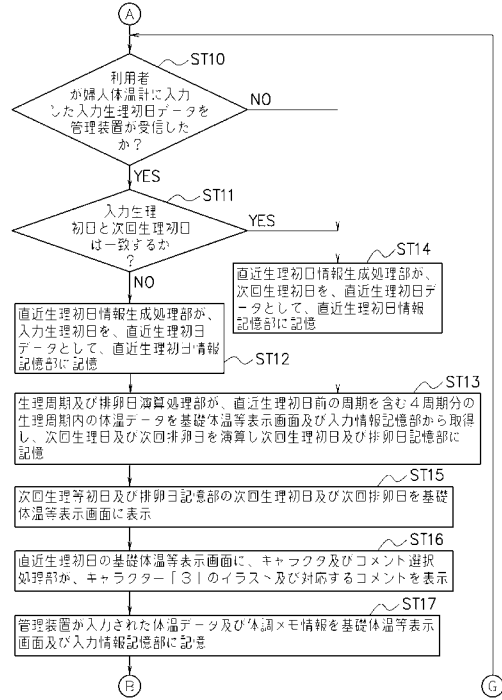 A
ST10
利用者
が婦人体温計に入力
した入力生理初日データを
管理装置が受信した
か?
NO
YES
ST11
入力生理
初日と次回生理初日
は一致するか
?
YES
NO
ST14
直近生理初日情報生成処理部が、
次回生理初日を、直近生理初日デ
ータとして、直近生理初日情報
記憶部に記憶
直近生理初日情報生成処理部が、
入力生理初日を、直近生理初日
データとして、直近生理初日情報
記憶部に記憶
ST12
ST13
生理周期及び排卵日演算処理部が、直近生理初日前の周期を含む4周期分の
生理周期内の体温データを基礎体温等表示画面及び入力情報記憶部から取得
し、次回生理日及び次回排卵日を演算し次回生理初日及び排卵日記憶部に
記憶
ST15
次回生理等初日及び排卵日記憶部の次回生理初日及び次回排卵日を基礎
体温等表示画面に表示
ST16
直近生理初日の基礎体温等表示画面に、キャラクタ及びコメント選択
処理部が、キャラクター「3」のイラスト及び対応するコメントを表示
ST17
管理装置が入力された体温データ及び体調メモ情報を基礎体温等表示
画面及び入力情報記憶部に記憶
B
G